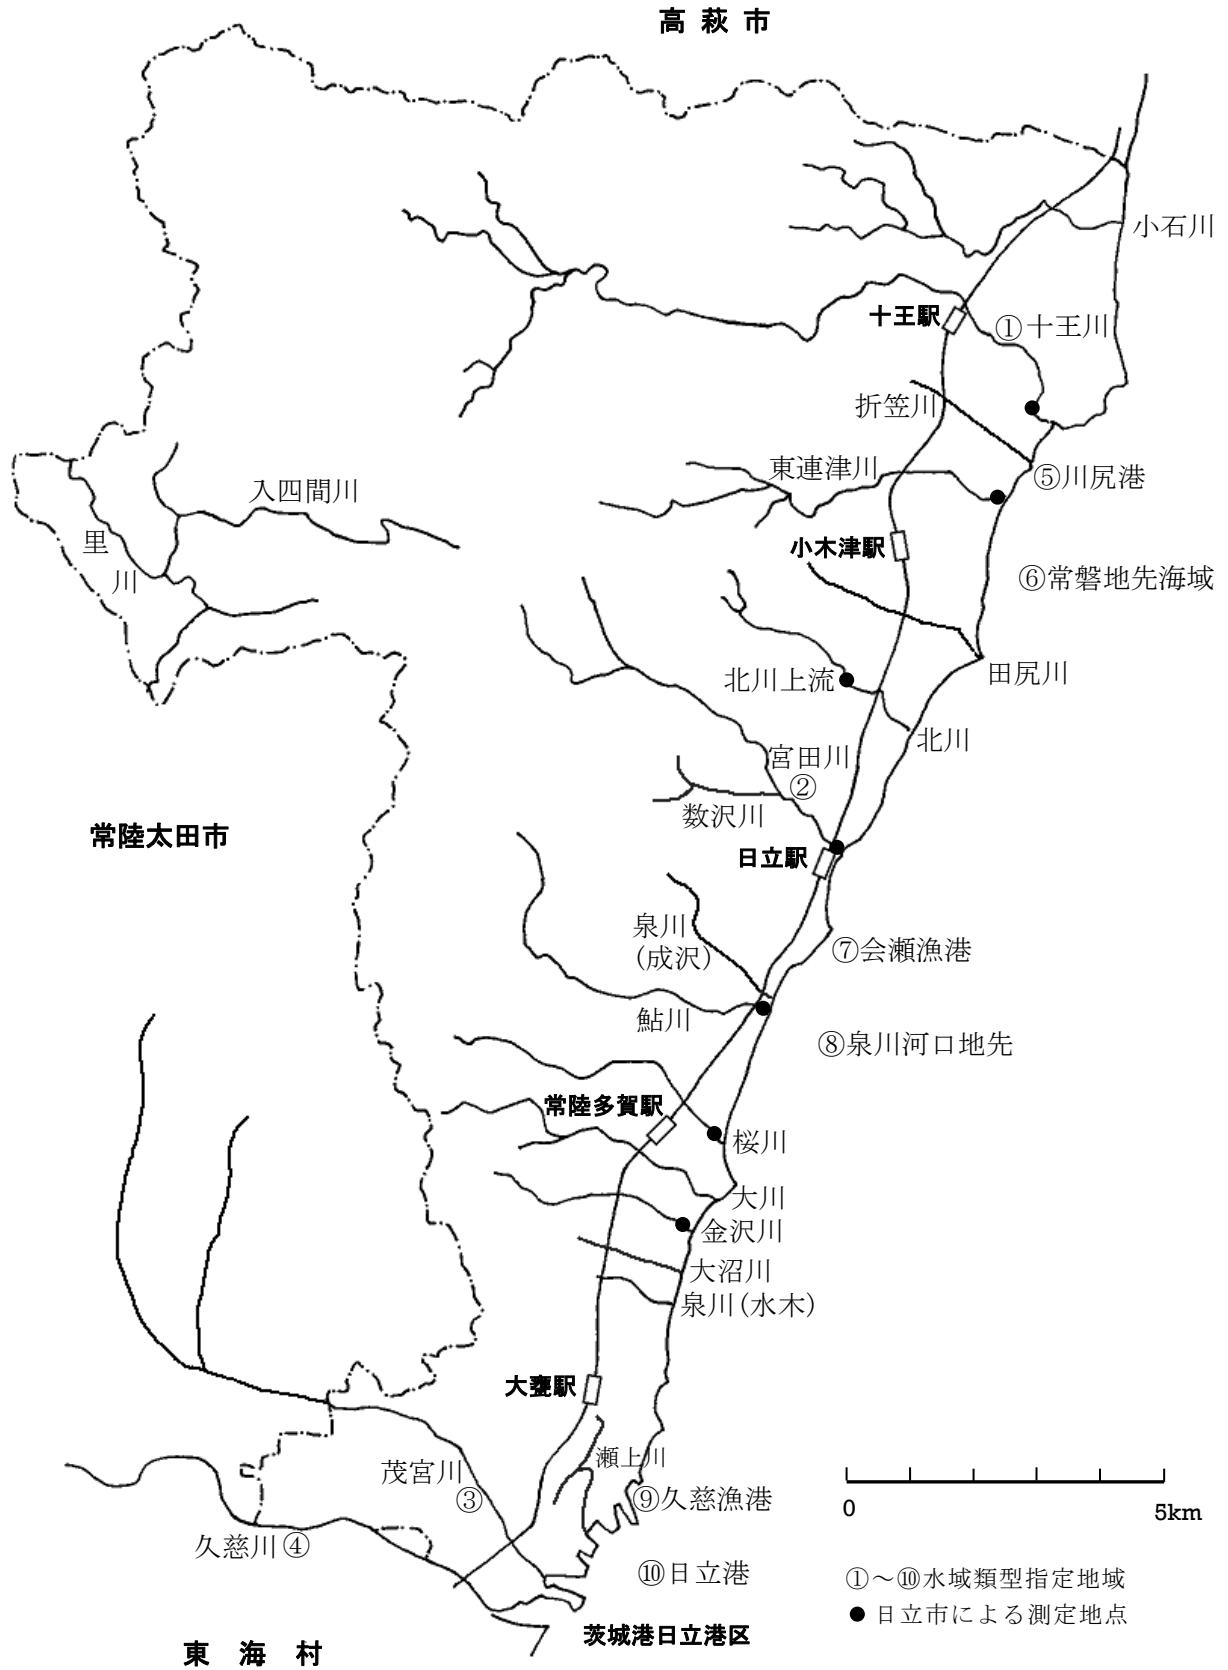 高萩市
小石川
十王駅
①十王川
折笠川
東連津川
⑤川尻港
入四間川
里川
小木津駅
⑥常磐地先海域
北川上流
田尻川
北川
宮田川
②
数沢川
常陸太田市
日立駅
泉川
(成沢)
⑦会瀬漁港
鮎川
⑧泉川河口地先
常陸多賀駅
桜川
大川
金沢川
大沼川
泉川(水木)
大甕駅
瀬上川
茂宮川
③
⑨久慈漁港
0 5km
久慈川④
⑩日立港
①～⑩水域類型指定地域
●日立市による測定地点
茨城港日立港区
東海村